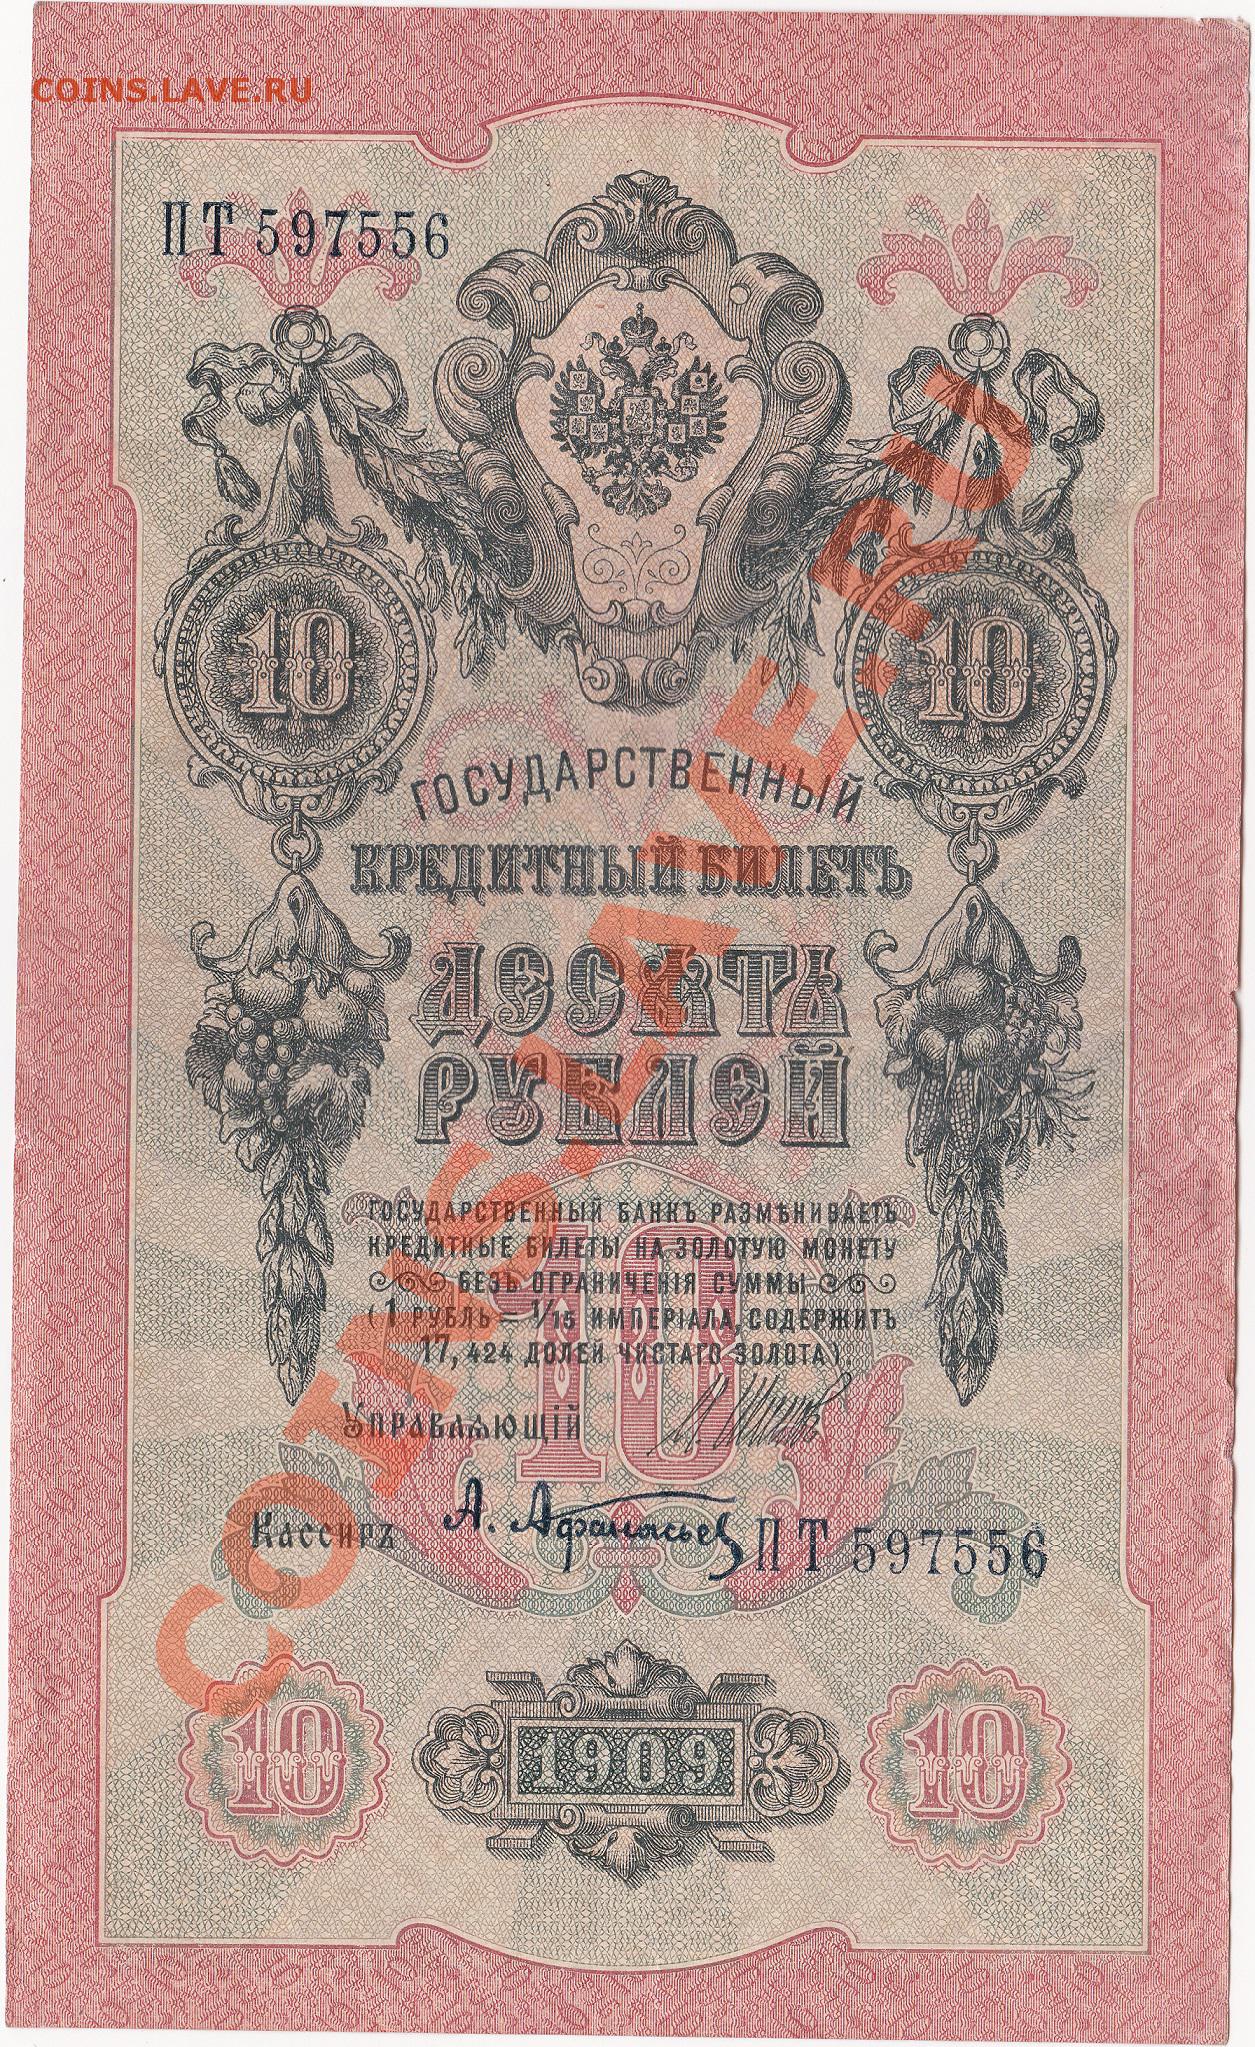 COINS.LAVE.RU
ПТ 597556
10 10
ГОСУДАРСТВЕННЫЙ
КРЕДИТНЫЙ БИЛЕТЪ
ДЕСЯТЬ
РУБЛЕЙ
ГОСУДАРСТВЕННЫЙ БАНКЪ РАЗМѢНИВАЕТЪ
КРЕДИТНЫЕ БИЛЕТЫ НА ЗОЛОТУЮ МОНЕТУ
БЕЗЪ ОГРАНИЧЕНІЯ СУММЫ
(1 РУБЛЬ = 1/15 ИМПЕРІАЛА, СОДЕРЖИТЪ
17,424 ДОЛЕЙ ЧИСТАГО ЗОЛОТА).
10
Управляющій
Кассиръ А. Афанасьев ПТ 597556
10 1909 10
COINS.LAVE.RU